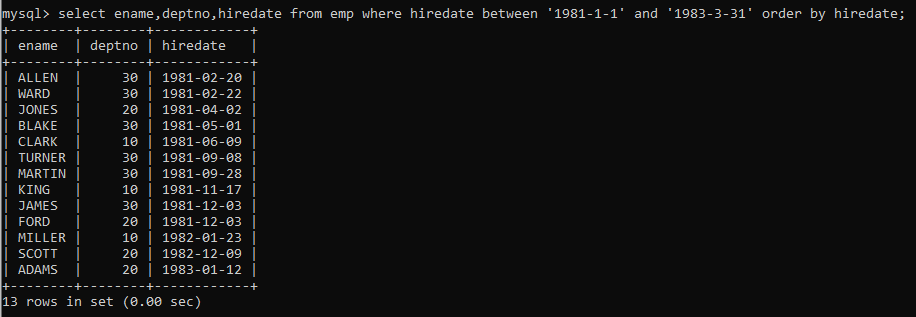 mysql> select ename,deptno,hiredate from emp where hiredate between '1981-1-1' and '1983-3-31' order by hiredate;
+--------+--------+------------+
| ename  | deptno | hiredate   |
+--------+--------+------------+
| ALLEN  |     30 | 1981-02-20 |
| WARD   |     30 | 1981-02-22 |
| JONES  |     20 | 1981-04-02 |
| BLAKE  |     30 | 1981-05-01 |
| CLARK  |     10 | 1981-06-09 |
| TURNER |     30 | 1981-09-08 |
| MARTIN |     30 | 1981-09-28 |
| KING   |     10 | 1981-11-17 |
| JAMES  |     30 | 1981-12-03 |
| FORD   |     20 | 1981-12-03 |
| MILLER |     10 | 1982-01-23 |
| SCOTT  |     20 | 1982-12-09 |
| ADAMS  |     20 | 1983-01-12 |
+--------+--------+------------+
13 rows in set (0.00 sec)